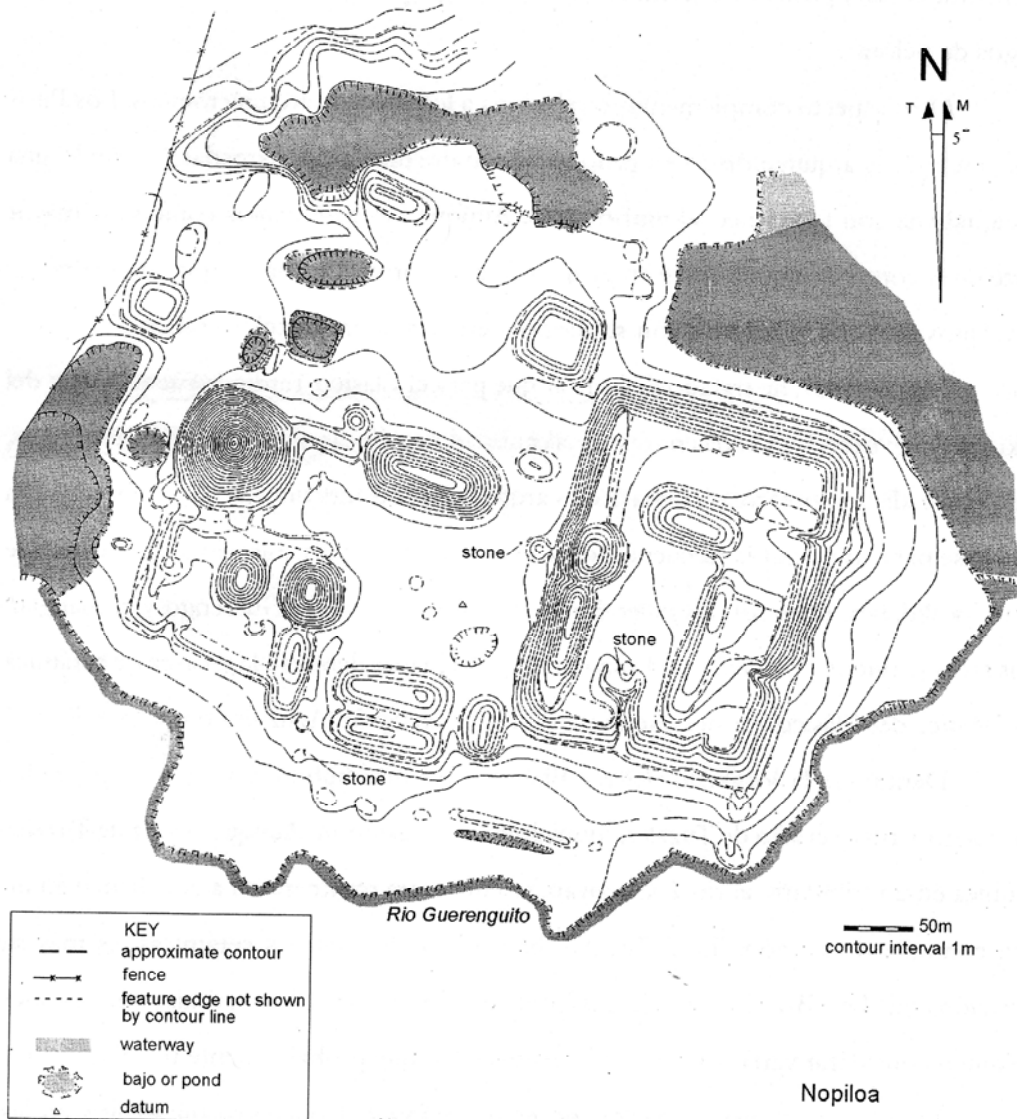 N
T M
5
stone
stone
stone
Rio Guerenguito
50m
contour interval 1m
KEY
approximate contour
fence
feature edge not shown
by contour line
waterway
bajo or pond
datum
Nopiloa